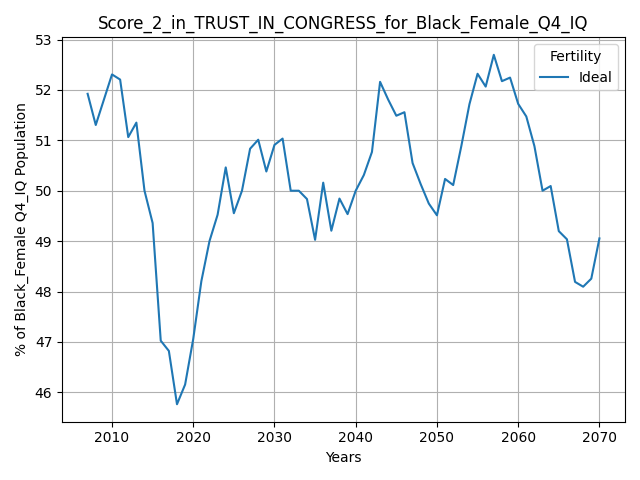 Score_2_in_TRUST_IN_CONGRESS_for_Black_Female_Q4_IQ
53
52
51
50
49
48
47
46
% of Black_Female Q4_IQ Population
Fertility
Ideal
2010 2020 2030 2040 2050 2060 2070
Years